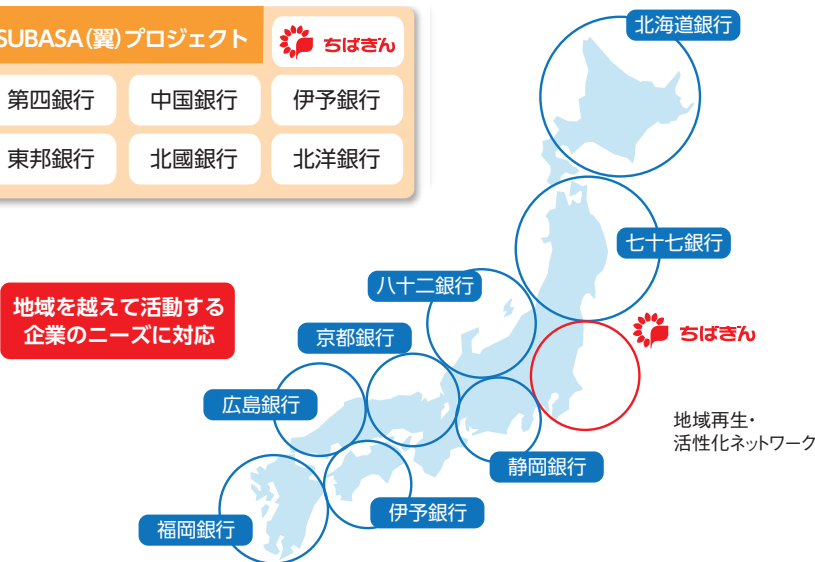 SUBASA(翼)プロジェクト
ちばぎん
第四銀行
中国銀行
伊予銀行
東邦銀行
北國銀行
北洋銀行
北海道銀行
七十七銀行
八十二銀行
地域を越えて活動する
企業のニーズに対応
京都銀行
ちばぎん
広島銀行
地域再生・
活性化ネットワーク
静岡銀行
伊予銀行
福岡銀行